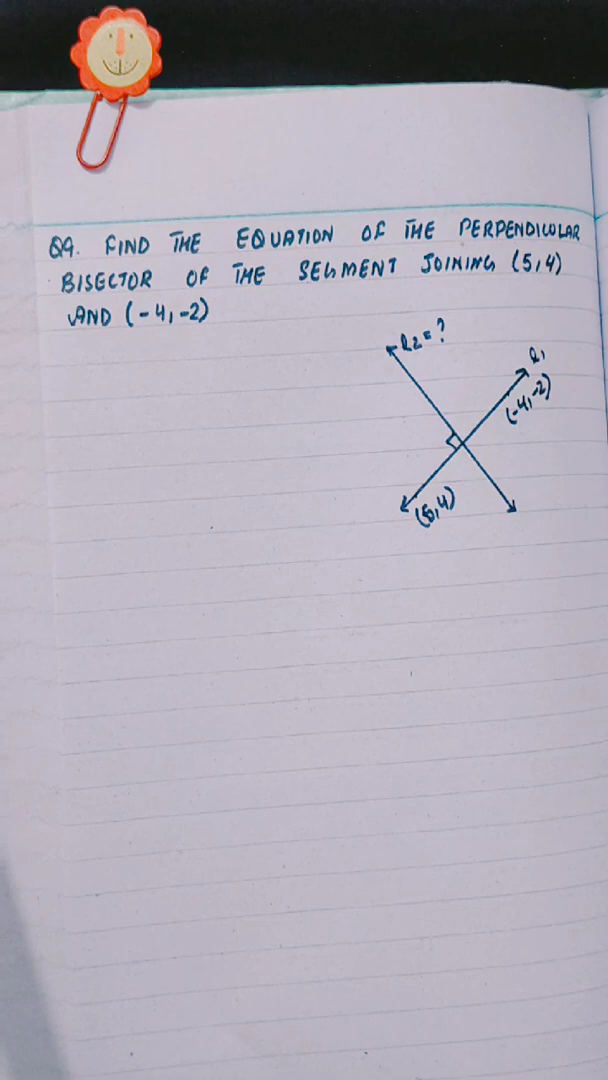 Q9. FIND THE EQUATION OF THE PERPENDICULAR
BISECTOR OF THE SEGMENT JOINING (5,4)
AND (-4,-2)
l2=?
l1
(-4,-2)
(5,4)